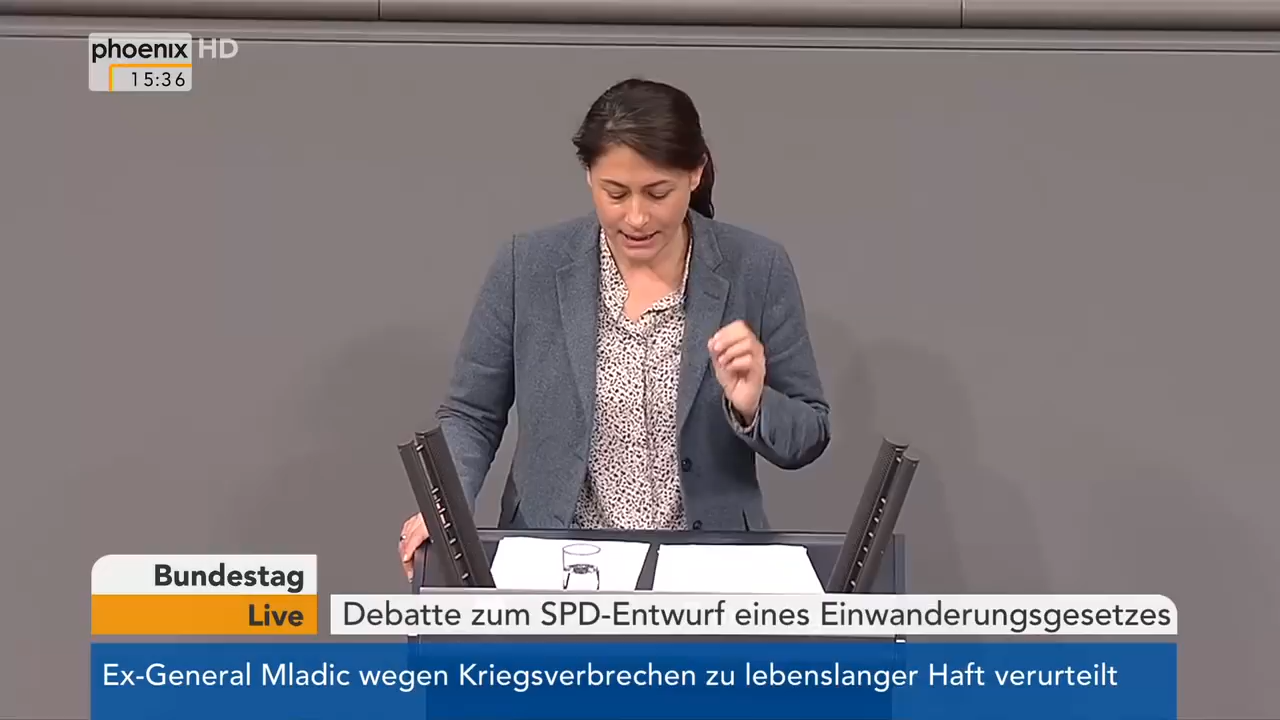 phoenix HD
15:36
Bundestag
Live
Debatte zum SPD-Entwurf eines Einwanderungsgesetzes
Ex-General Mladic wegen Kriegsverbrechen zu lebenslanger Haft verurteilt